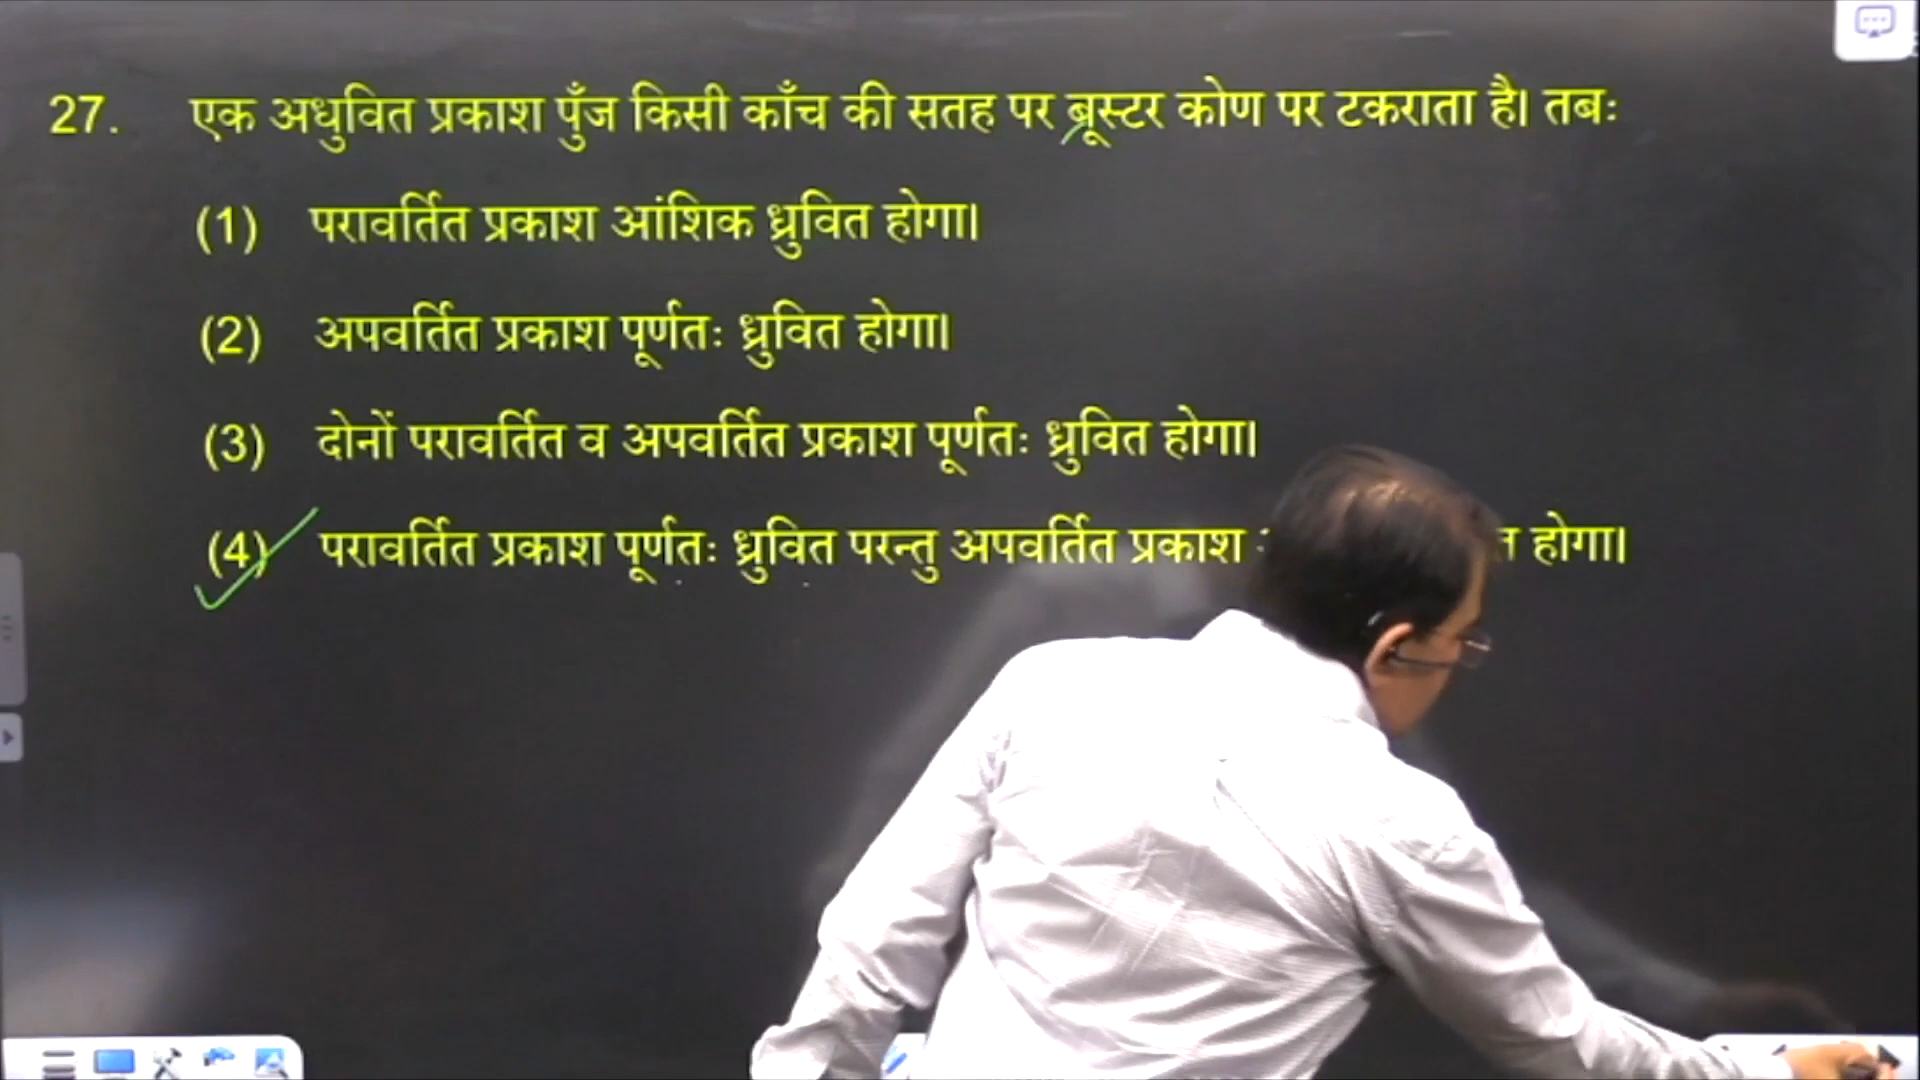 27. एक अधुवित प्रकाश पुँज किसी काँच की सतह पर ब्रूस्टर कोण पर टकराता है। तबः
(1) परावर्तित प्रकाश आंशिक ध्रुवित होगा।
(2) अपवर्तित प्रकाश पूर्णतः ध्रुवित होगा।
(3) दोनों परावर्तित व अपवर्तित प्रकाश पूर्णतः ध्रुवित होगा।
(4) परावर्तित प्रकाश पूर्णतः ध्रुवित परन्तु अपवर्तित प्रकाश होगा।